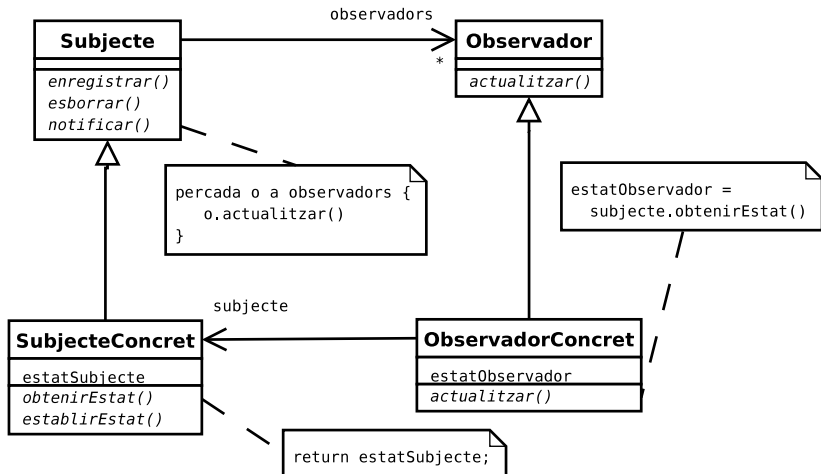 observadors
Subjecte
Observador
*
enregistrar()
esborrar()
notificar()
actualitzar()
percada o a observadors {
o.actualitzar()
}
estatObservador =
subjecte.obtenirEstat()
subjecte
SubjecteConcret
ObservadorConcret
estatSubjecte
estatObservador
obtenirEstat()
establirEstat()
actualitzar()
return estatSubjecte;